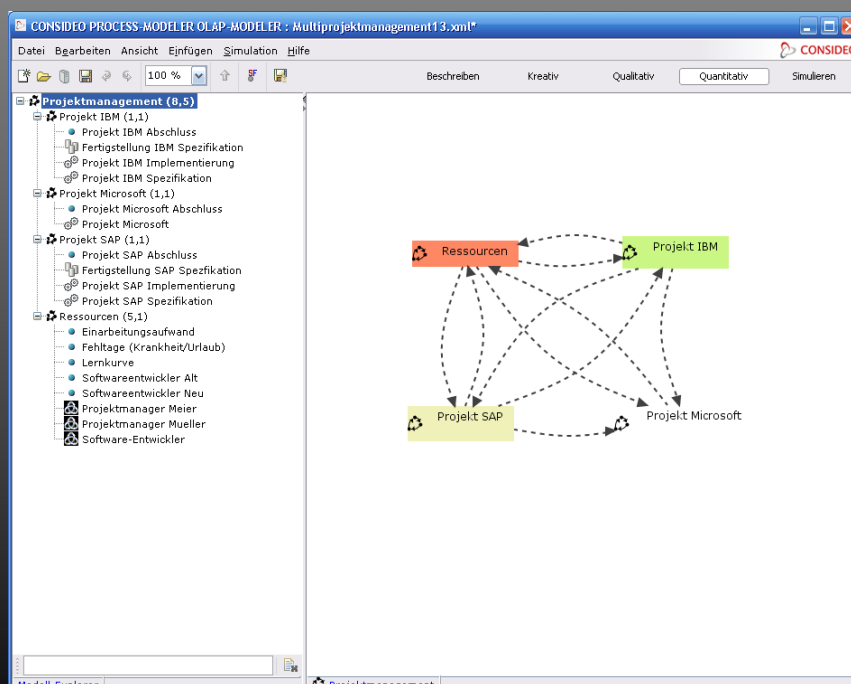 CONSIDEO PROCESS-MODELER OLAP-MODELER : Multiprojektmanagement13.xml*
Datei Bearbeiten Ansicht Einfügen Simulation Hilfe
CONSIDEO
100 %
SF
Beschreiben Kreativ Qualitativ Quantitativ Simulieren
Projektmanagement (8,5)
Projekt IBM (1,1)
Projekt IBM Abschluss
Fertigstellung IBM Spezifikation
Projekt IBM Implementierung
Projekt IBM Spezifikation
Projekt Microsoft (1,1)
Projekt Microsoft Abschluss
Projekt Microsoft
Projekt SAP (1,1)
Projekt SAP Abschluss
Fertigstellung SAP Spezfikation
Projekt SAP Implementierung
Projekt SAP Spezifikation
Ressourcen (5,1)
Einarbeitungsaufwand
Fehltage (Krankheit/Urlaub)
Lernkurve
Softwareentwickler Alt
Softwareentwickler Neu
Projektmanager Meier
Projektmanager Mueller
Software-Entwickler
Ressourcen
Projekt IBM
Projekt SAP
Projekt Microsoft
Modell-Explorer
Projektmanagement